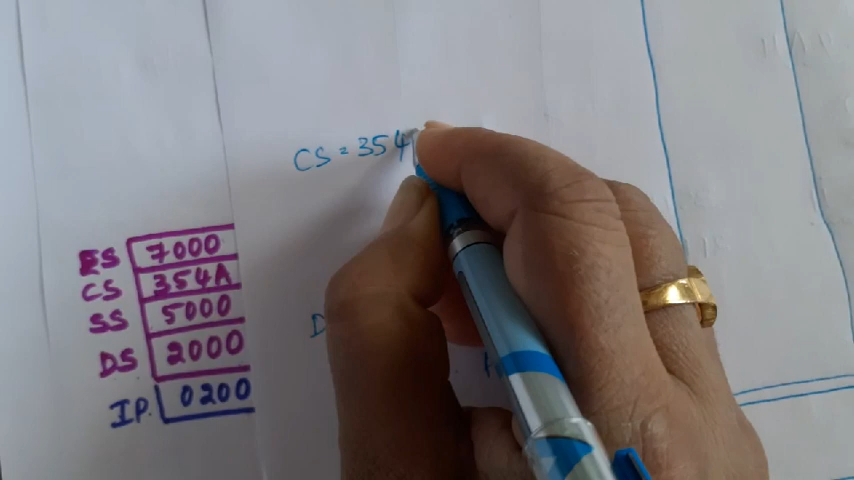 CS = 354
ES 7000
CS 354A
SS 5000
DS 2000
IP 0200